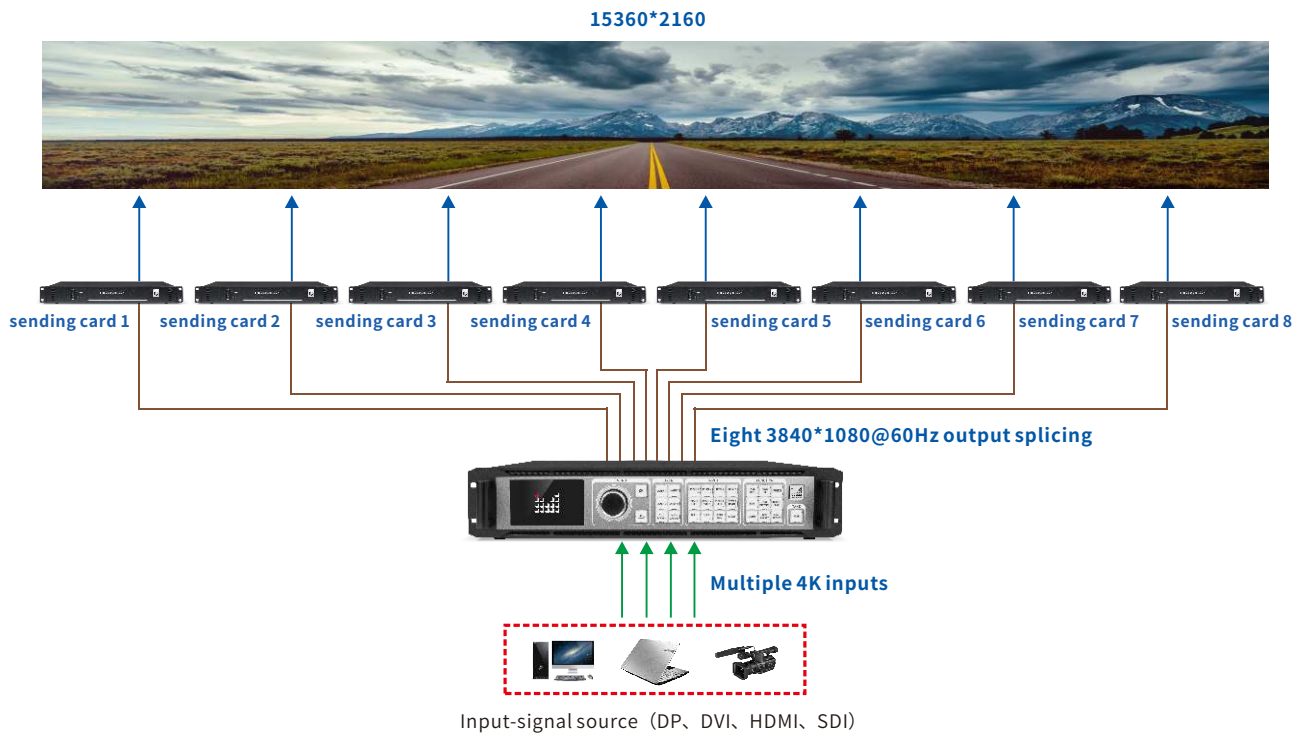 15360*2160
sending card 1 sending card 2 sending card 3 sending card 4 sending card 5 sending card 6 sending card 7 sending card 8
Eight 3840*1080@60Hz output splicing
Multiple 4K inputs
Input-signal source（DP、DVI、HDMI、SDI）